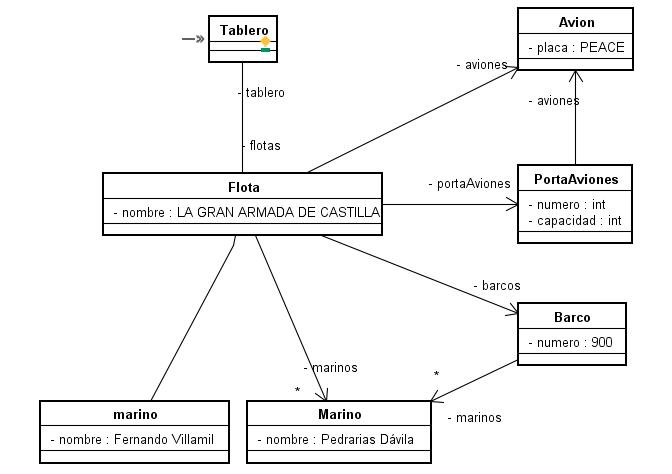 Tablero
Avion
- placa : PEACE
- aviones
- tablero
- aviones
- flotas
Flota
- nombre : LA GRAN ARMADA DE CASTILLA
- portaAviones
PortaAviones
- numero : int
- capacidad : int
- barcos
Barco
- numero : 900
- marinos
*
*
marino
- nombre : Fernando Villamil
Marino
- nombre : Pedrarias Dávila
- marinos